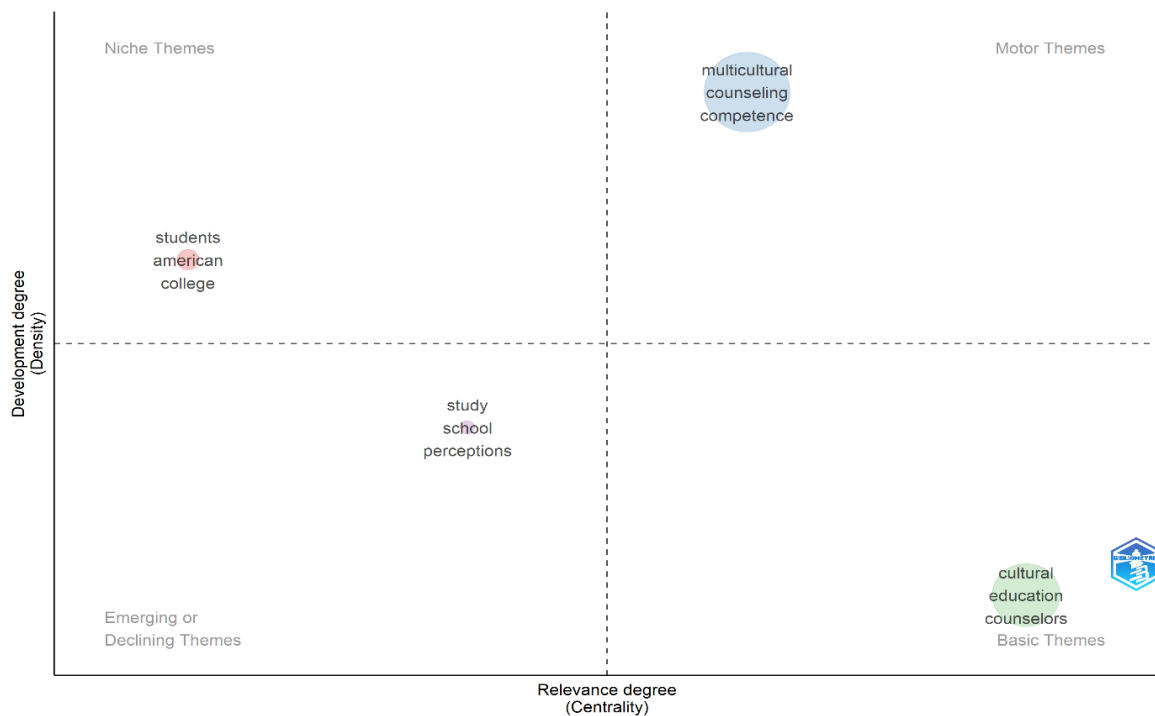 Niche Themes
Motor Themes
multicultural
counseling
competence
students
american
college
study
school
perceptions
cultural
education
counselors
Emerging or
Declining Themes
Basic Themes
Development degree
(Density)
Relevance degree
(Centrality)